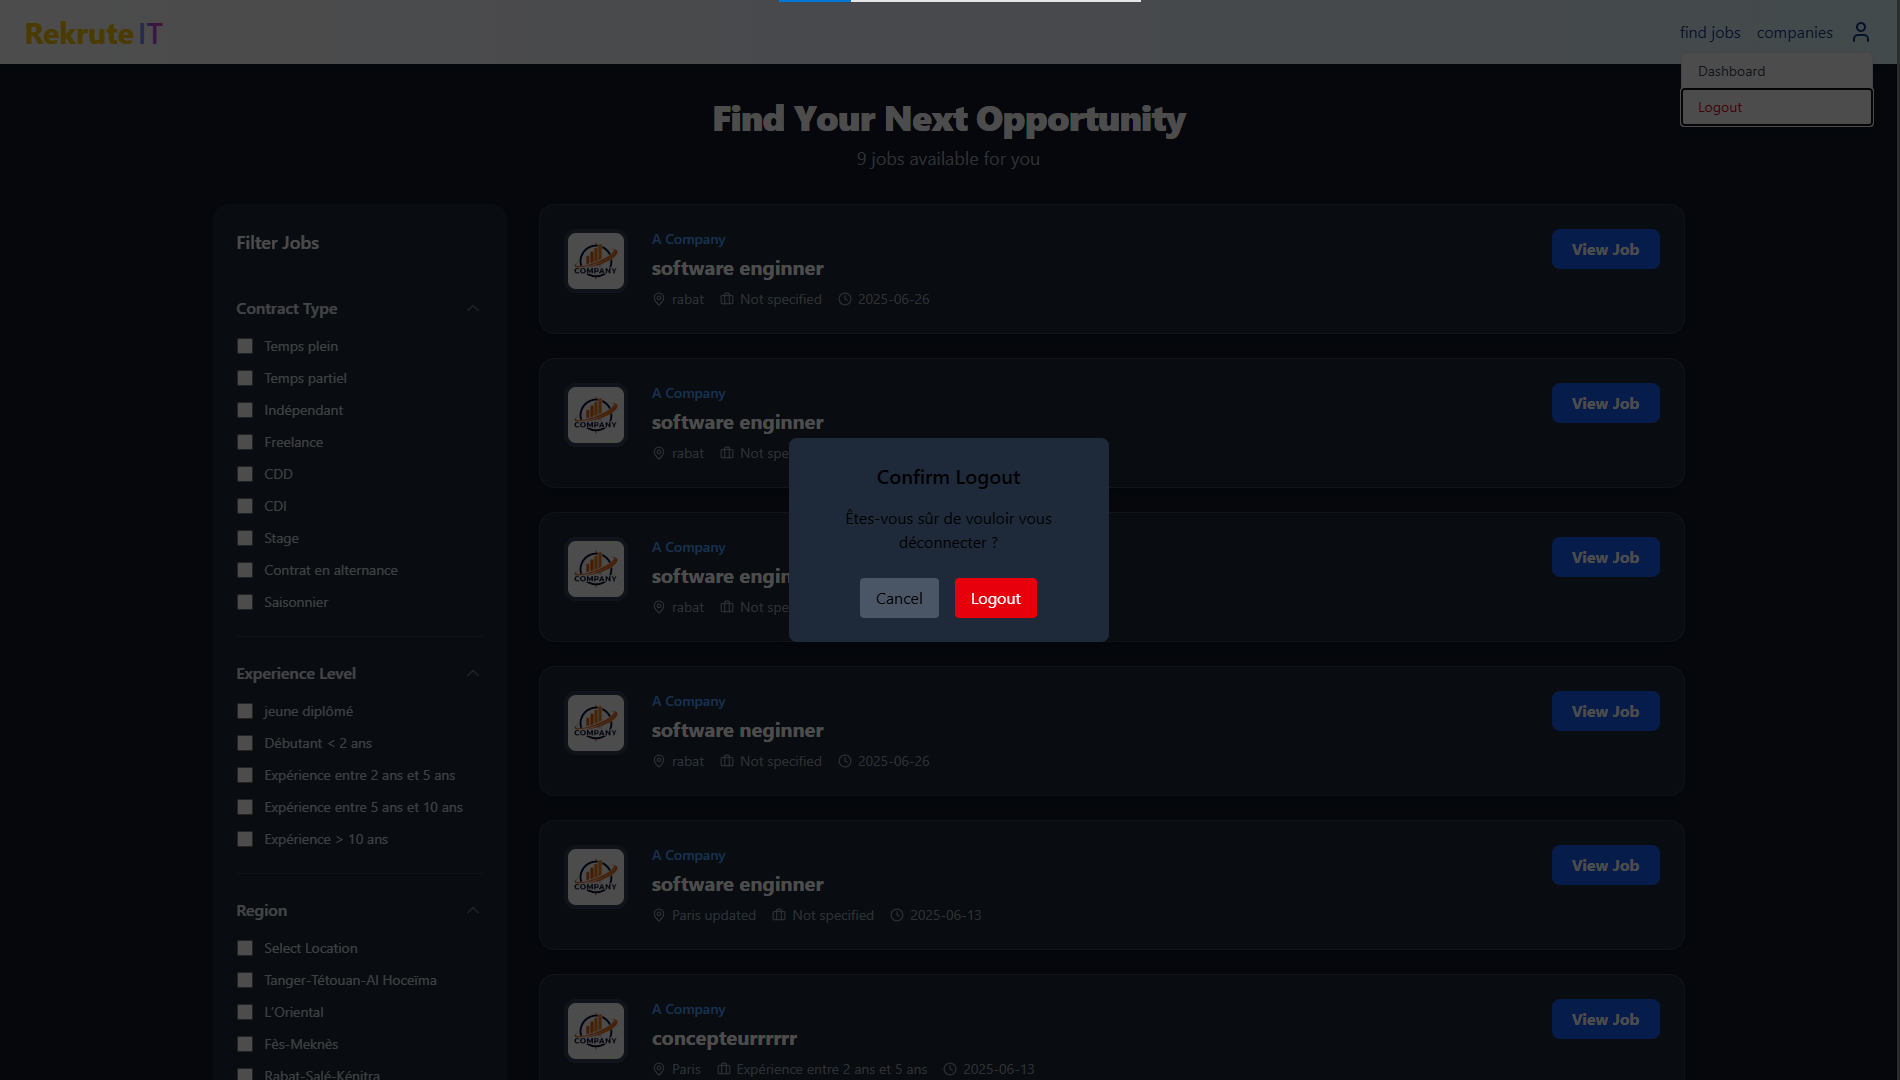 Rekrute IT
find jobs
companies
Dashboard
Logout
Find Your Next Opportunity
9 jobs available for you
Filter Jobs
Contract Type
Temps plein
Temps partiel
Indépendant
Freelance
CDD
CDI
Stage
Contrat en alternance
Saisonnier
Experience Level
jeune diplômé
Débutant < 2 ans
Expérience entre 2 ans et 5 ans
Expérience entre 5 ans et 10 ans
Expérience > 10 ans
Region
Select Location
Tanger-Tétouan-Al Hoceïma
L'Oriental
Fès-Meknès
Rabat-Salé-Kénitra
COMPANY
A Company
software enginner
rabat Not specified 2025-06-26
View Job
COMPANY
A Company
software enginner
rabat Not spe
View Job
COMPANY
A Company
software engin
rabat Not spe
View Job
COMPANY
A Company
software neginner
rabat Not specified 2025-06-26
View Job
COMPANY
A Company
software enginner
Paris updated Not specified 2025-06-13
View Job
COMPANY
A Company
concepteurrrrrr
Paris Expérience entre 2 ans et 5 ans 2025-06-13
View Job
Confirm Logout
Êtes-vous sûr de vouloir vous
déconnecter ?
Cancel
Logout